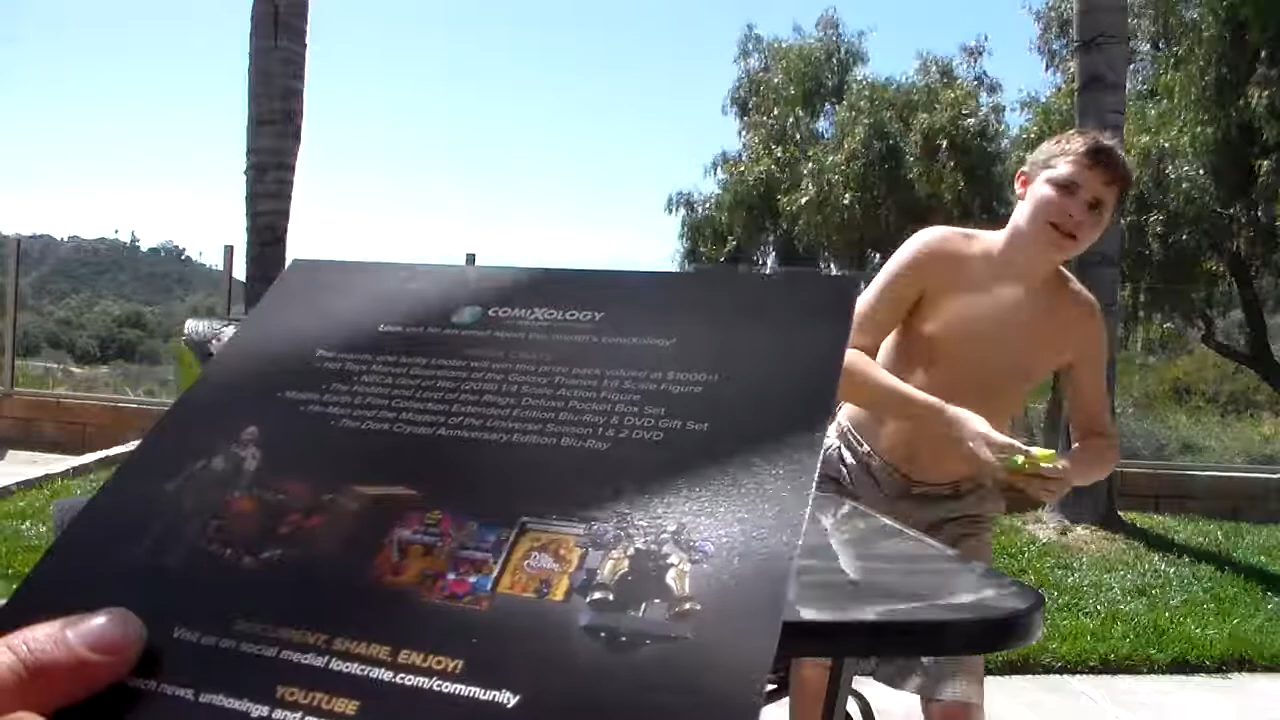 COMIXOLOGY
Look out for an email about this month's comiXology!
This month, one lucky Looter will win this prize pack valued at $1000+!
• Hot Toys Marvel Guardians of the Galaxy Thanos 1:6 Scale Figure
• NECA God of War (2018) 1/4 Scale Action Figure
• The Hobbit and Lord of the Rings: Deluxe Pocket Box Set
• Middle Earth 6 Film Collection Extended Edition Blu-Ray & DVD Gift Set
• He-Man and the Masters of the Universe Season 1 & 2 DVD
• The Dark Crystal Anniversary Edition Blu-Ray
DOCUMENT, SHARE, ENJOY!
Visit us on social media! lootcrate.com/community
YOUTUBE
news, unboxings and